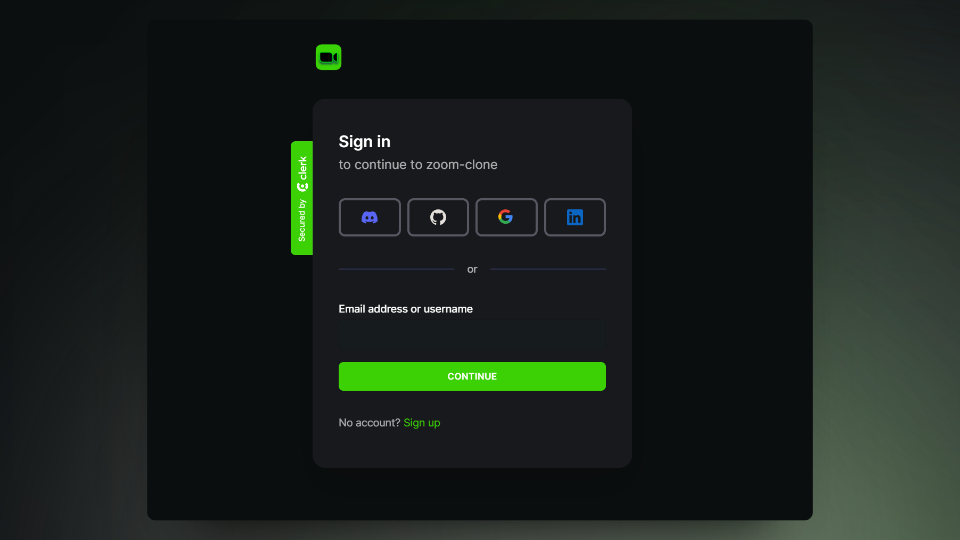 Sign in
to continue to zoom-clone
Secured by clerk
or
Email address or username
CONTINUE
No account? Sign up